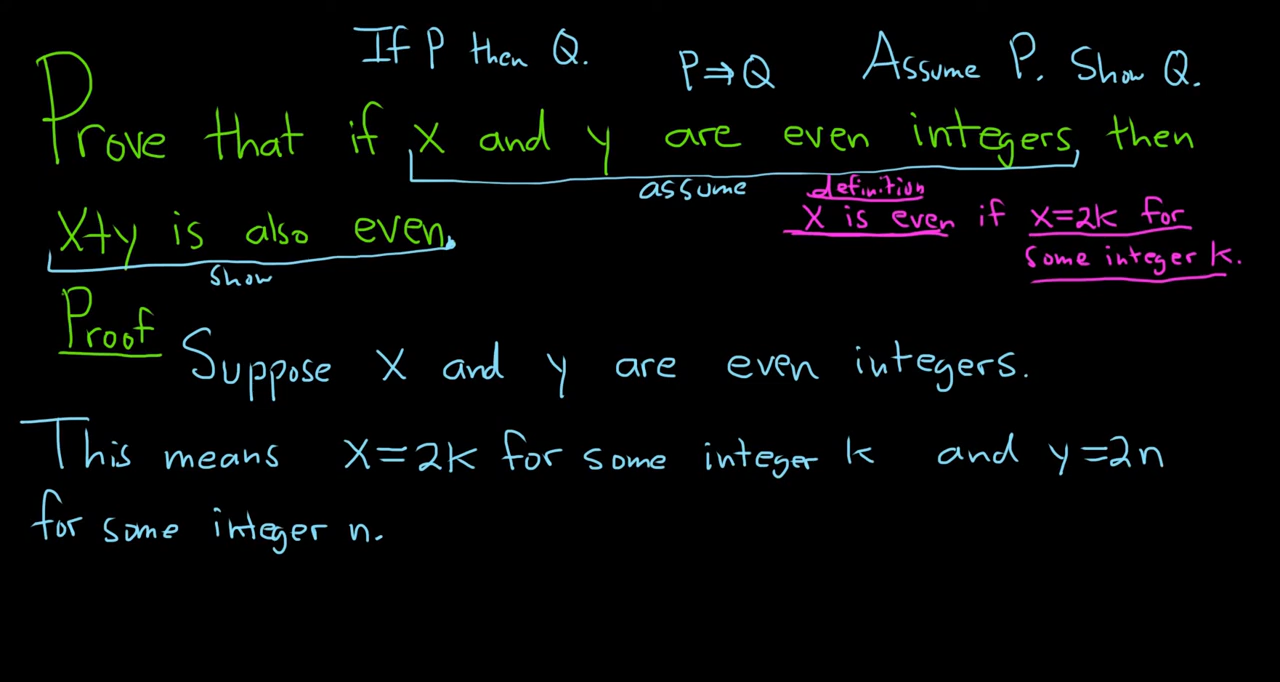 If P then Q. P⇒Q Assume P. Show Q.
Prove that if x and y are even integers, then
assume
definition
x+y is also even.
x is even if x=2k for
some integer k.
show
Proof
Suppose x and y are even integers.
This means x=2k for some integer k and y=2n
for some integer n.